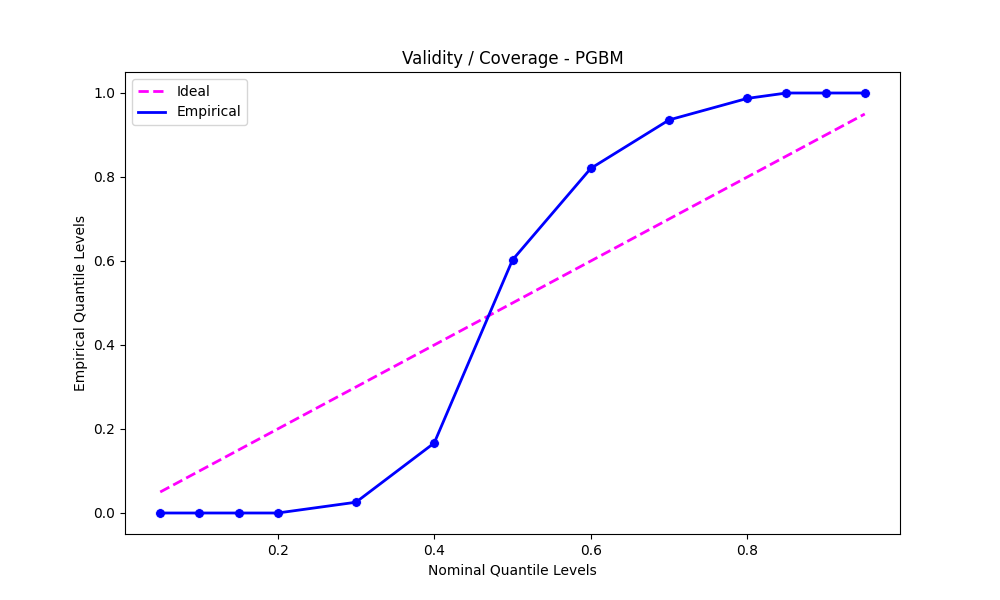 Validity / Coverage - PGBM
Ideal
Empirical
1.0
0.8
0.6
0.4
0.2
0.0
Empirical Quantile Levels
0.2 0.4 0.6 0.8
Nominal Quantile Levels